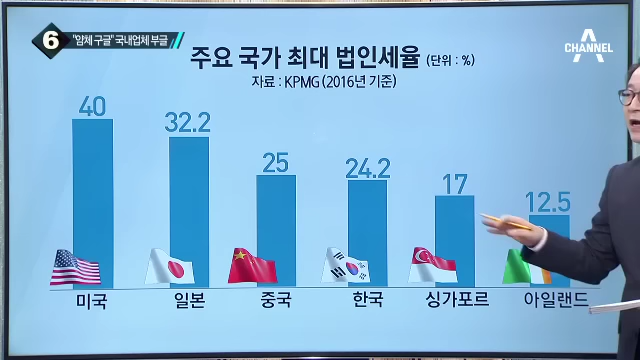 6 "얌체 구글" 국내업체 부글
CHANNEL A
주요 국가 최대 법인세율 (단위 : %)
자료 : KPMG (2016년 기준)
40
32.2
25
24.2
17
12.5
미국
일본
중국
한국
싱가포르
아일랜드